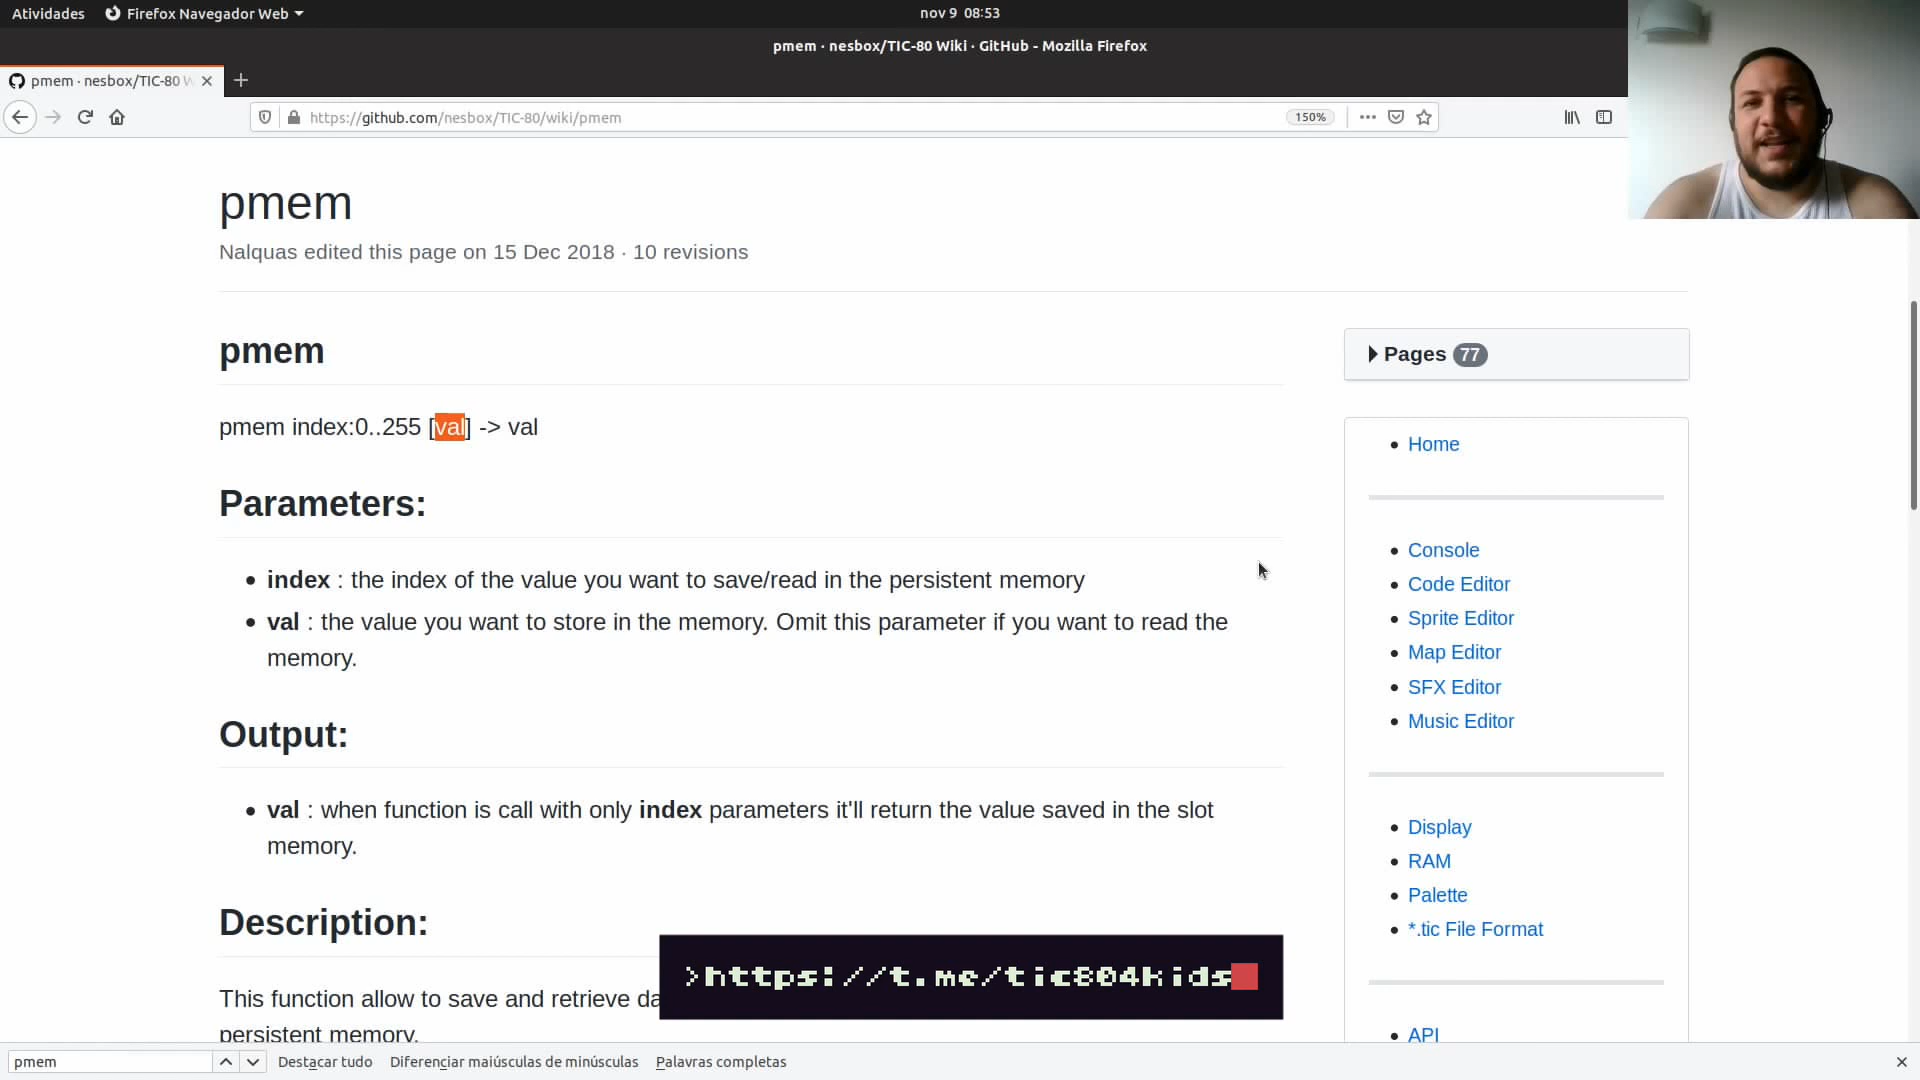 Atividades Firefox Navegador Web nov 9 08:53
pmem · nesbox/TIC-80 Wiki · GitHub - Mozilla Firefox
pmem · nesbox/TIC-80
https://github.com/nesbox/TIC-80/wiki/pmem 150%
pmem
Nalquas edited this page on 15 Dec 2018 · 10 revisions
pmem
pmem index:0..255 [val] -> val
Parameters:
index : the index of the value you want to save/read in the persistent memory
val : the value you want to store in the memory. Omit this parameter if you want to read the
memory.
Output:
val : when function is call with only index parameters it'll return the value saved in the slot
memory.
Description:
This function allow to save and retrieve da
persistent memory.
Pages 77
Home
Console
Code Editor
Sprite Editor
Map Editor
SFX Editor
Music Editor
Display
RAM
Palette
*.tic File Format
API
>https://t.me/tic804kids
pmem Destacar tudo Diferenciar maiúsculas de minúsculas Palavras completas